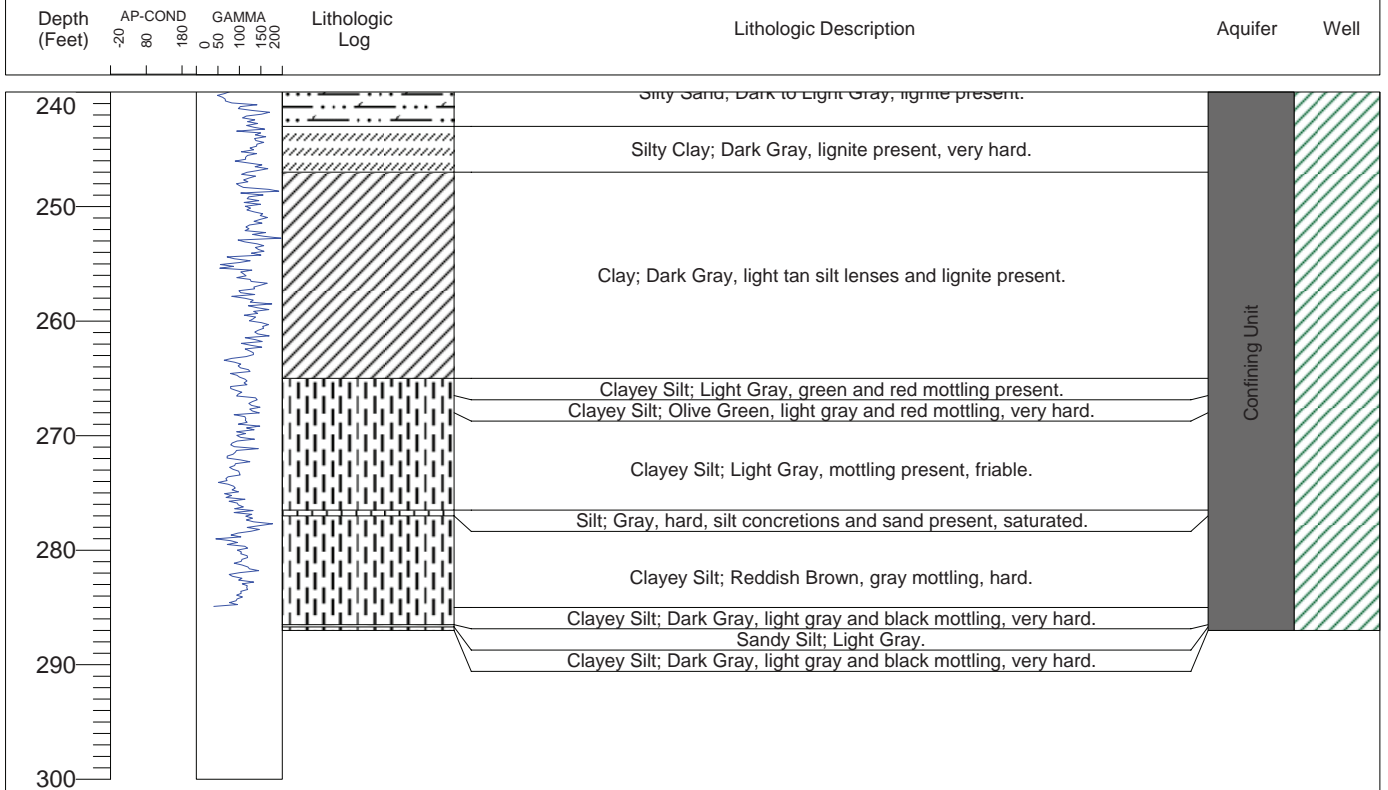 Depth
(Feet)
AP-COND
-20
80
180
GAMMA
0
50
100
150
200
Lithologic
Log
Lithologic Description
Aquifer
Well
240
250
260
270
280
290
300
Silty Sand; Dark to Light Gray, lignite present.
Silty Clay; Dark Gray, lignite present, very hard.
Clay; Dark Gray, light tan silt lenses and lignite present.
Clayey Silt; Light Gray, green and red mottling present.
Clayey Silt; Olive Green, light gray and red mottling, very hard.
Clayey Silt; Light Gray, mottling present, friable.
Silt; Gray, hard, silt concretions and sand present, saturated.
Clayey Silt; Reddish Brown, gray mottling, hard.
Clayey Silt; Dark Gray, light gray and black mottling, very hard.
Sandy Silt; Light Gray.
Clayey Silt; Dark Gray, light gray and black mottling, very hard.
Confining Unit